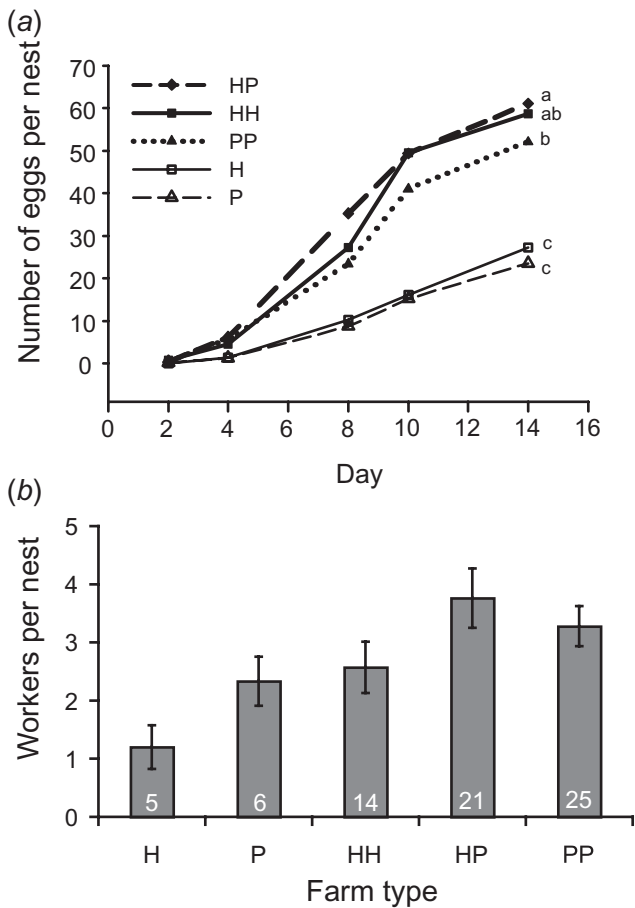 (a)
70
60
50
40
30
20
10
0
Number of eggs per nest
HP
HH
PP
H
P
a
ab
b
c
c
0 2 4 6 8 10 12 14 16
Day
(b)
5
4
3
2
1
0
Workers per nest
5 6 14 21 25
H P HH HP PP
Farm type